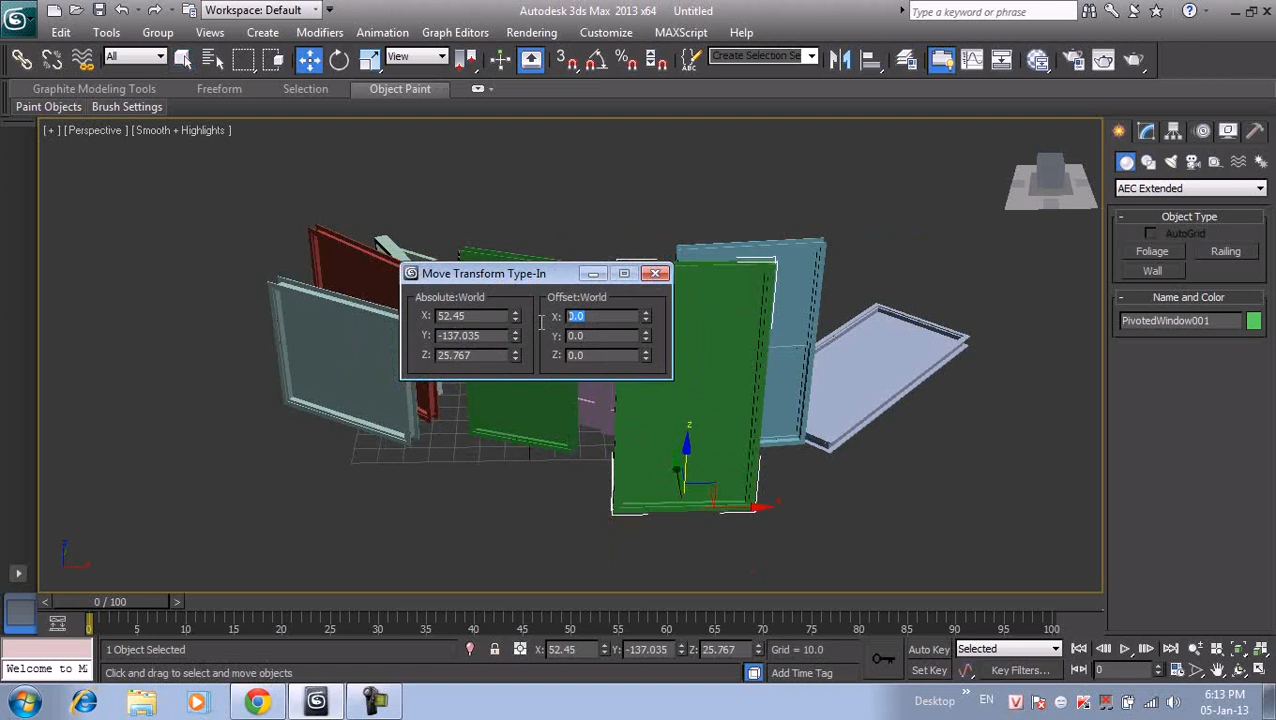 Workspace: Default
Autodesk 3ds Max 2013 x64
Untitled
Type a keyword or phrase
Edit Tools Group Views Create Modifiers Animation Graph Editors Rendering Customize MAXScript Help
All
View
Create Selection Se
Graphite Modeling Tools Freeform Selection Object Paint
Paint Objects Brush Settings
[ + ] [ Perspective ] [ Smooth + Highlights ]
AEC Extended
Object Type
AutoGrid
Foliage Railing
Wall
Name and Color
PivotedWindow001
Move Transform Type-In
Absolute:World Offset:World
X: 52.45 X: 0.0
Y: -137.035 Y: 0.0
Z: 25.767 Z: 0.0
z
x
z
x
0 / 100
0 5 10 15 20 25 30 35 40 45 50 55 60 65 70 75 80 85 90 95 100
1 Object Selected X: 52.45 Y: -137.035 Z: 25.767 Grid = 10.0 Auto Key Selected
Welcome to M Click and drag to select and move objects Add Time Tag Set Key Key Filters... 0
Desktop EN 6:13 PM
05-Jan-13